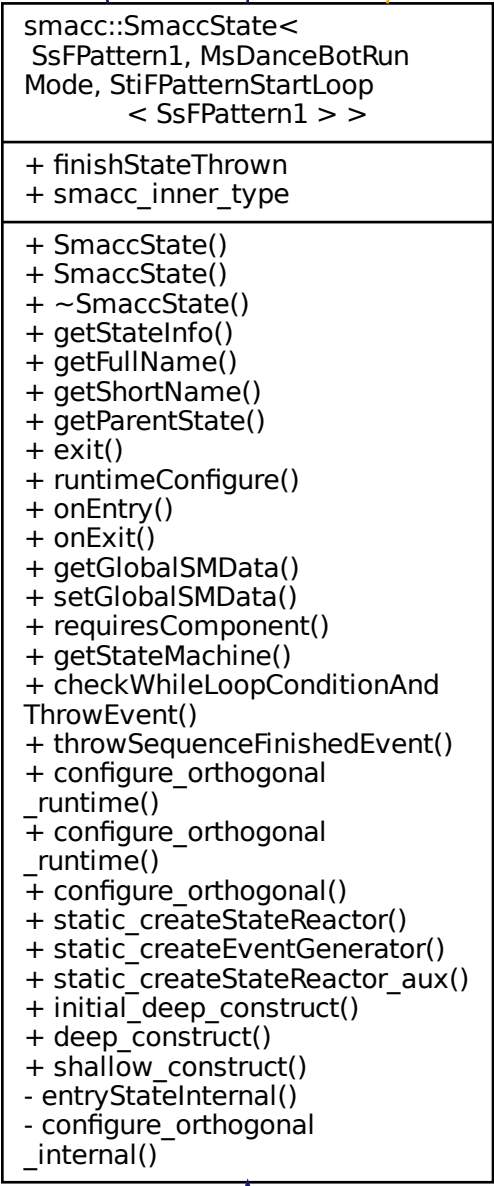 smacc::SmaccState<
SsFPattern1, MsDanceBotRun
Mode, StiFPatternStartLoop
< SsFPattern1 > >
+ finishStateThrown
+ smacc_inner_type
+ SmaccState()
+ SmaccState()
+ ~SmaccState()
+ getStateInfo()
+ getFullName()
+ getShortName()
+ getParentState()
+ exit()
+ runtimeConfigure()
+ onEntry()
+ onExit()
+ getGlobalSMData()
+ setGlobalSMData()
+ requiresComponent()
+ getStateMachine()
+ checkWhileLoopConditionAnd
ThrowEvent()
+ throwSequenceFinishedEvent()
+ configure_orthogonal
_runtime()
+ configure_orthogonal
_runtime()
+ configure_orthogonal()
+ static_createStateReactor()
+ static_createEventGenerator()
+ static_createStateReactor_aux()
+ initial_deep_construct()
+ deep_construct()
+ shallow_construct()
- entryStateInternal()
- configure_orthogonal
_internal()